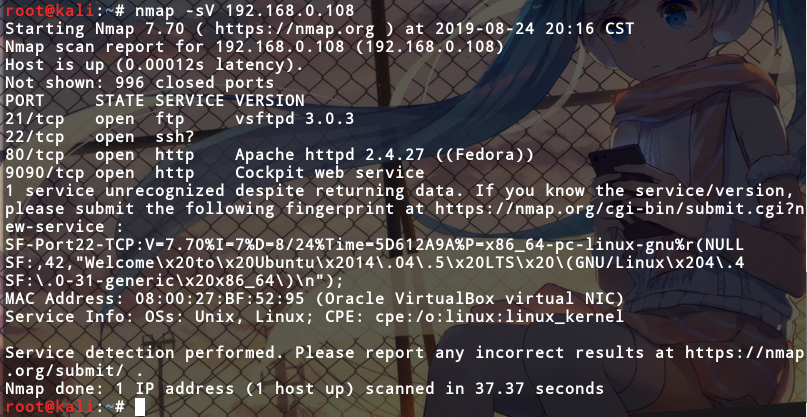 root@kali:~# nmap -sV 192.168.0.108
Starting Nmap 7.70 ( https://nmap.org ) at 2019-08-24 20:16 CST
Nmap scan report for 192.168.0.108 (192.168.0.108)
Host is up (0.00012s latency).
Not shown: 996 closed ports
PORT     STATE SERVICE VERSION
21/tcp   open  ftp     vsftpd 3.0.3
22/tcp   open  ssh?
80/tcp   open  http    Apache httpd 2.4.27 ((Fedora))
9090/tcp open  http    Cockpit web service
1 service unrecognized despite returning data. If you know the service/version,
please submit the following fingerprint at https://nmap.org/cgi-bin/submit.cgi?n
ew-service :
SF-Port22-TCP:V=7.70%I=7%D=8/24%Time=5D612A9A%P=x86_64-pc-linux-gnu%r(NULL
SF:,42,"Welcome\x20to\x20Ubuntu\x2014\.04\.5\x20LTS\x20\(GNU/Linux\x204\.4
SF:\.O-31-generic\x20x86_64\)\n");
MAC Address: 08:00:27:BF:52:95 (Oracle VirtualBox virtual NIC)
Service Info: OSs: Unix, Linux; CPE: cpe:/o:linux:linux_kernel

Service detection performed. Please report any incorrect results at https://nmap
.org/submit/ .
Nmap done: 1 IP address (1 host up) scanned in 37.37 seconds
root@kali:~#